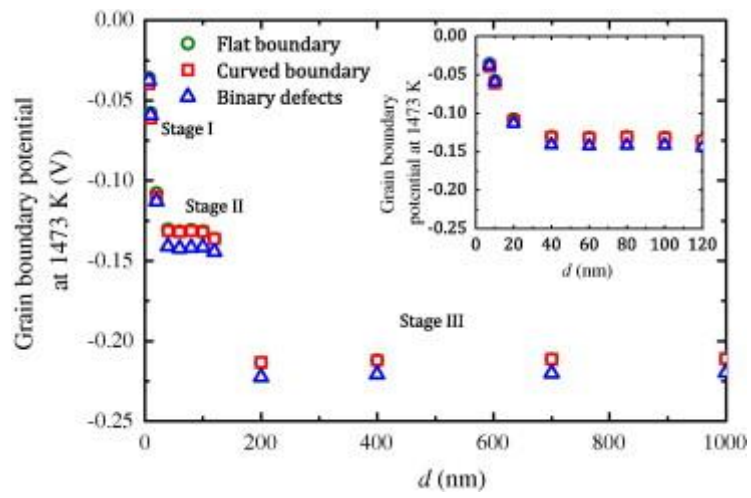 0.00
-0.05
-0.10
-0.15
-0.20
-0.25
Grain boundary potential
at 1473 K (V)
Flat boundary
Curved boundary
Binary defects
Stage I
Stage II
Stage III
0.00
-0.05
-0.10
-0.15
-0.20
-0.25
Grain boundary
potential at 1473 K
0 20 40 60 80 100 120
d (nm)
0 200 400 600 800 1000
d (nm)